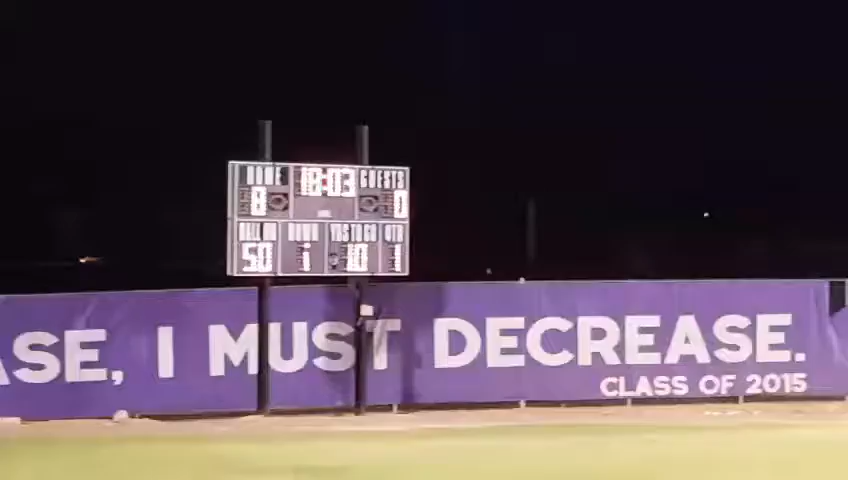 HOME 18:03 GUESTS
8 0
BALL ON DOWN YDS TO GO QTR
50 1 10 1
ASE, I MUST DECREASE.
CLASS OF 2015